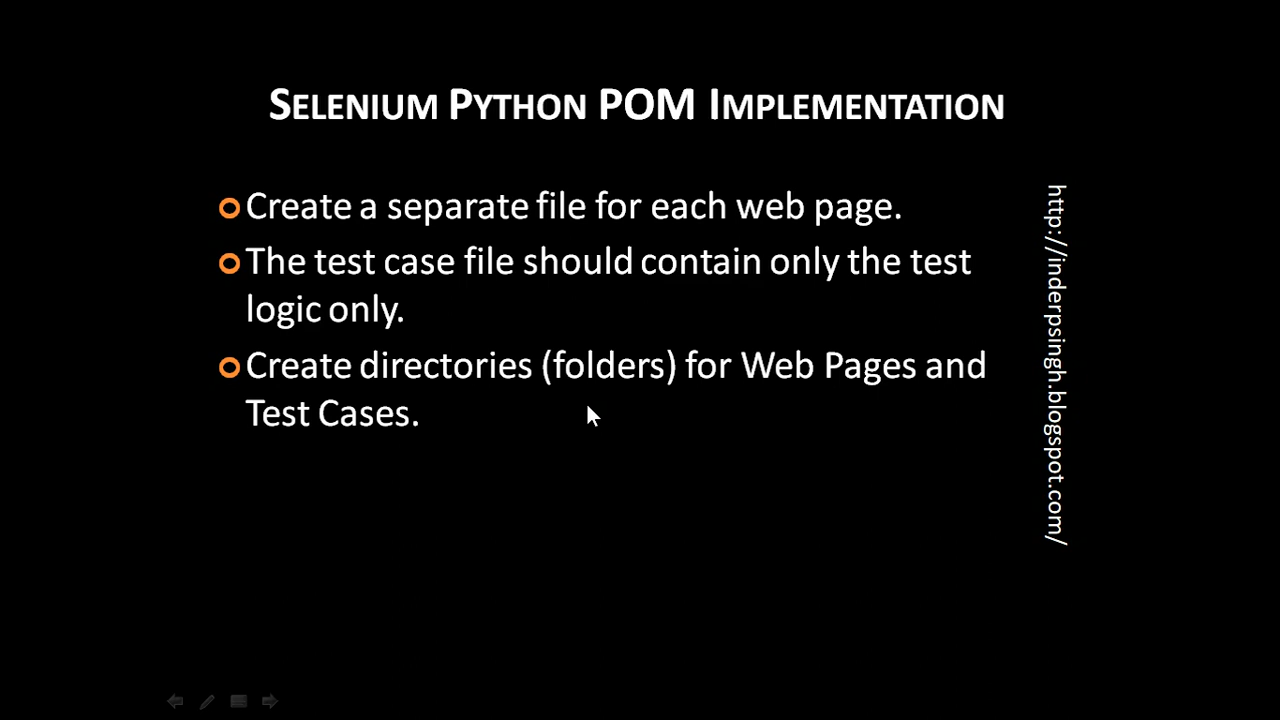 SELENIUM PYTHON POM IMPLEMENTATION
Create a separate file for each web page.
The test case file should contain only the test
logic only.
Create directories (folders) for Web Pages and
Test Cases.
http://inderpsingh.blogspot.com/